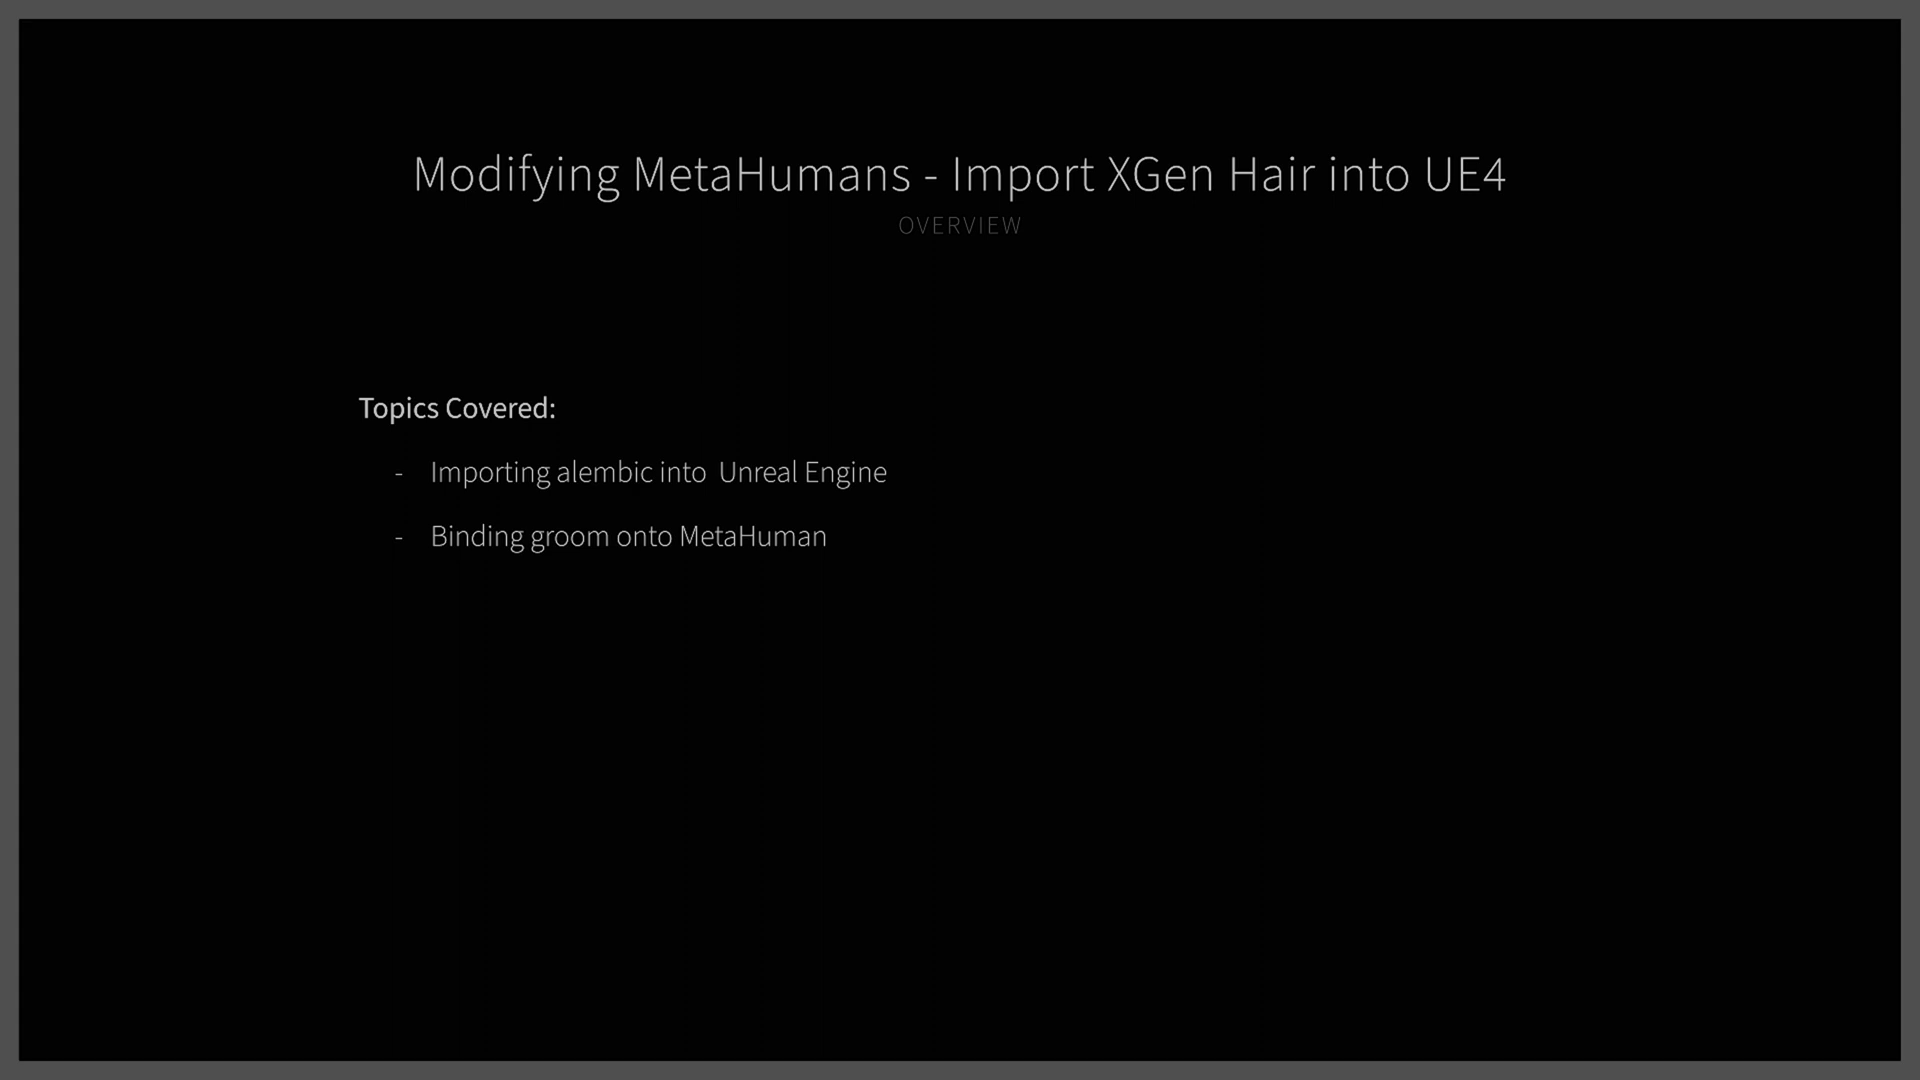 Modifying MetaHumans - Import XGen Hair into UE4
OVERVIEW
Topics Covered:
- Importing alembic into  Unreal Engine
- Binding groom onto MetaHuman